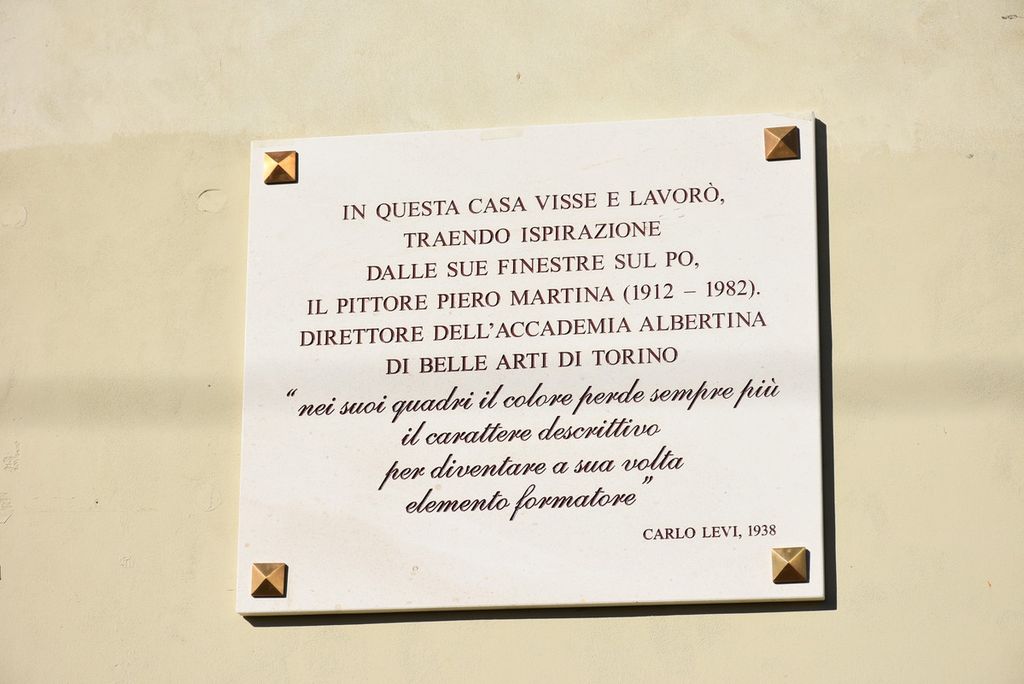 IN QUESTA CASA VISSE E LAVORÒ,
TRAENDO ISPIRAZIONE
DALLE SUE FINESTRE SUL PO,
IL PITTORE PIERO MARTINA (1912 – 1982).
DIRETTORE DELL'ACCADEMIA ALBERTINA
DI BELLE ARTI DI TORINO
“nei suoi quadri il colore perde sempre più
il carattere descrittivo
per diventare a sua volta
elemento formatore”
CARLO LEVI, 1938